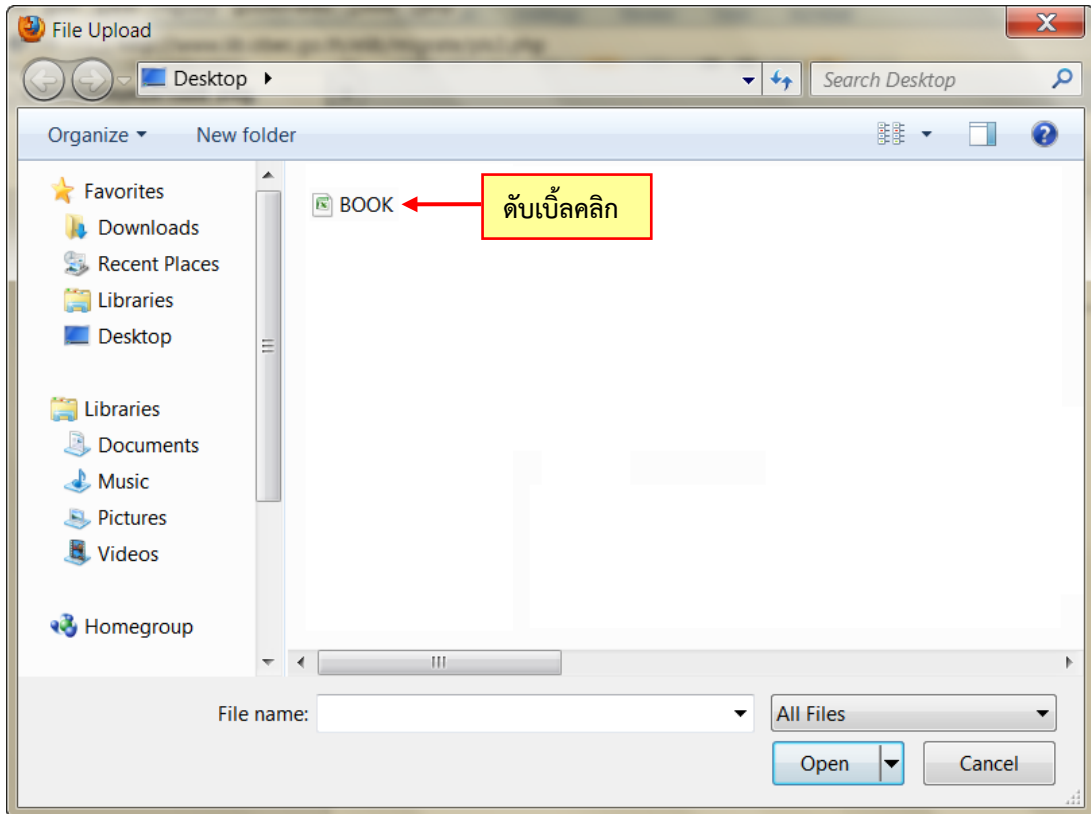 File Upload
Desktop
Search Desktop
Organize
New folder
Favorites
Downloads
Recent Places
Libraries
Desktop
Libraries
Documents
Music
Pictures
Videos
Homegroup
BOOK
ดับเบิ้ลคลิก
File name:
All Files
Open
Cancel